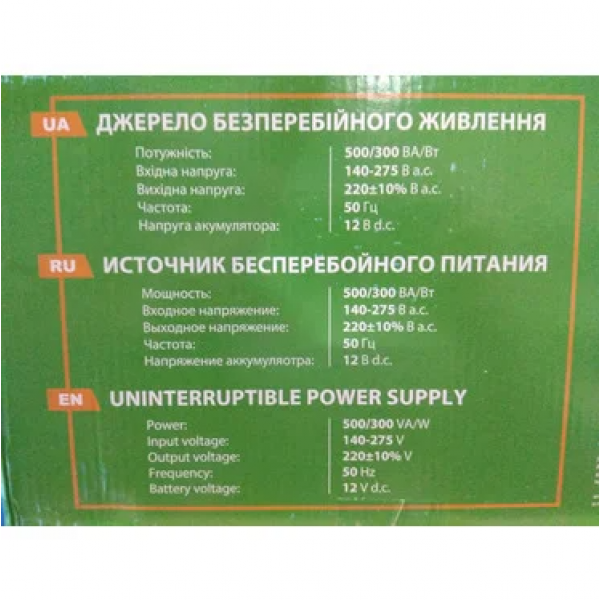 UA ДЖЕРЕЛО БЕЗПЕРЕБІЙНОГО ЖИВЛЕННЯ
Потужність: 500/300 ВА/Вт
Вхідна напруга: 140-275 В a.c.
Вихідна напруга: 220±10% В a.c.
Частота: 50 Гц
Напруга акумулятора: 12 В d.c.
RU ИСТОЧНИК БЕСПЕРЕБОЙНОГО ПИТАНИЯ
Мощность: 500/300 ВА/Вт
Входное напряжение: 140-275 В a.c.
Выходное напряжение: 220±10% В a.c.
Частота: 50 Гц
Напряжение аккумуляотра: 12 В d.c.
EN UNINTERRUPTIBLE POWER SUPPLY
Power: 500/300 VA/W
Input voltage: 140-275 V
Output voltage: 220±10% V
Frequency: 50 Hz
Battery voltage: 12 V d.c.